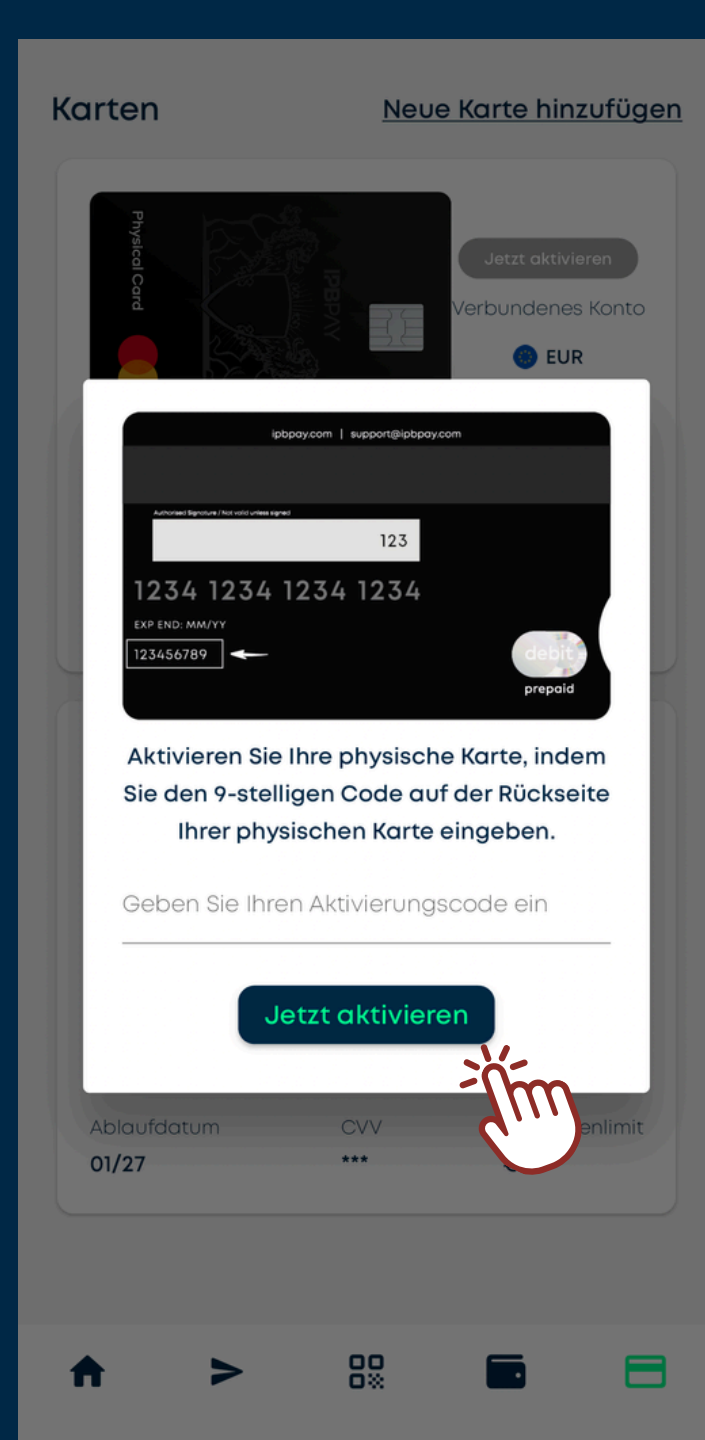 Karten
Neue Karte hinzufügen
Physical Card
IPBPAY
Jetzt aktivieren
Verbundenes Konto
EUR
ipbpay.com | support@ipbpay.com
Authorised Signature / Not valid unless signed
123
1234 1234 1234 1234
EXP END: MM/YY
123456789
debit
prepaid
Aktivieren Sie Ihre physische Karte, indem
Sie den 9-stelligen Code auf der Rückseite
Ihrer physischen Karte eingeben.
Geben Sie Ihren Aktivierungscode ein
Jetzt aktivieren
Ablaufdatum
CVV
enlimit
01/27
***